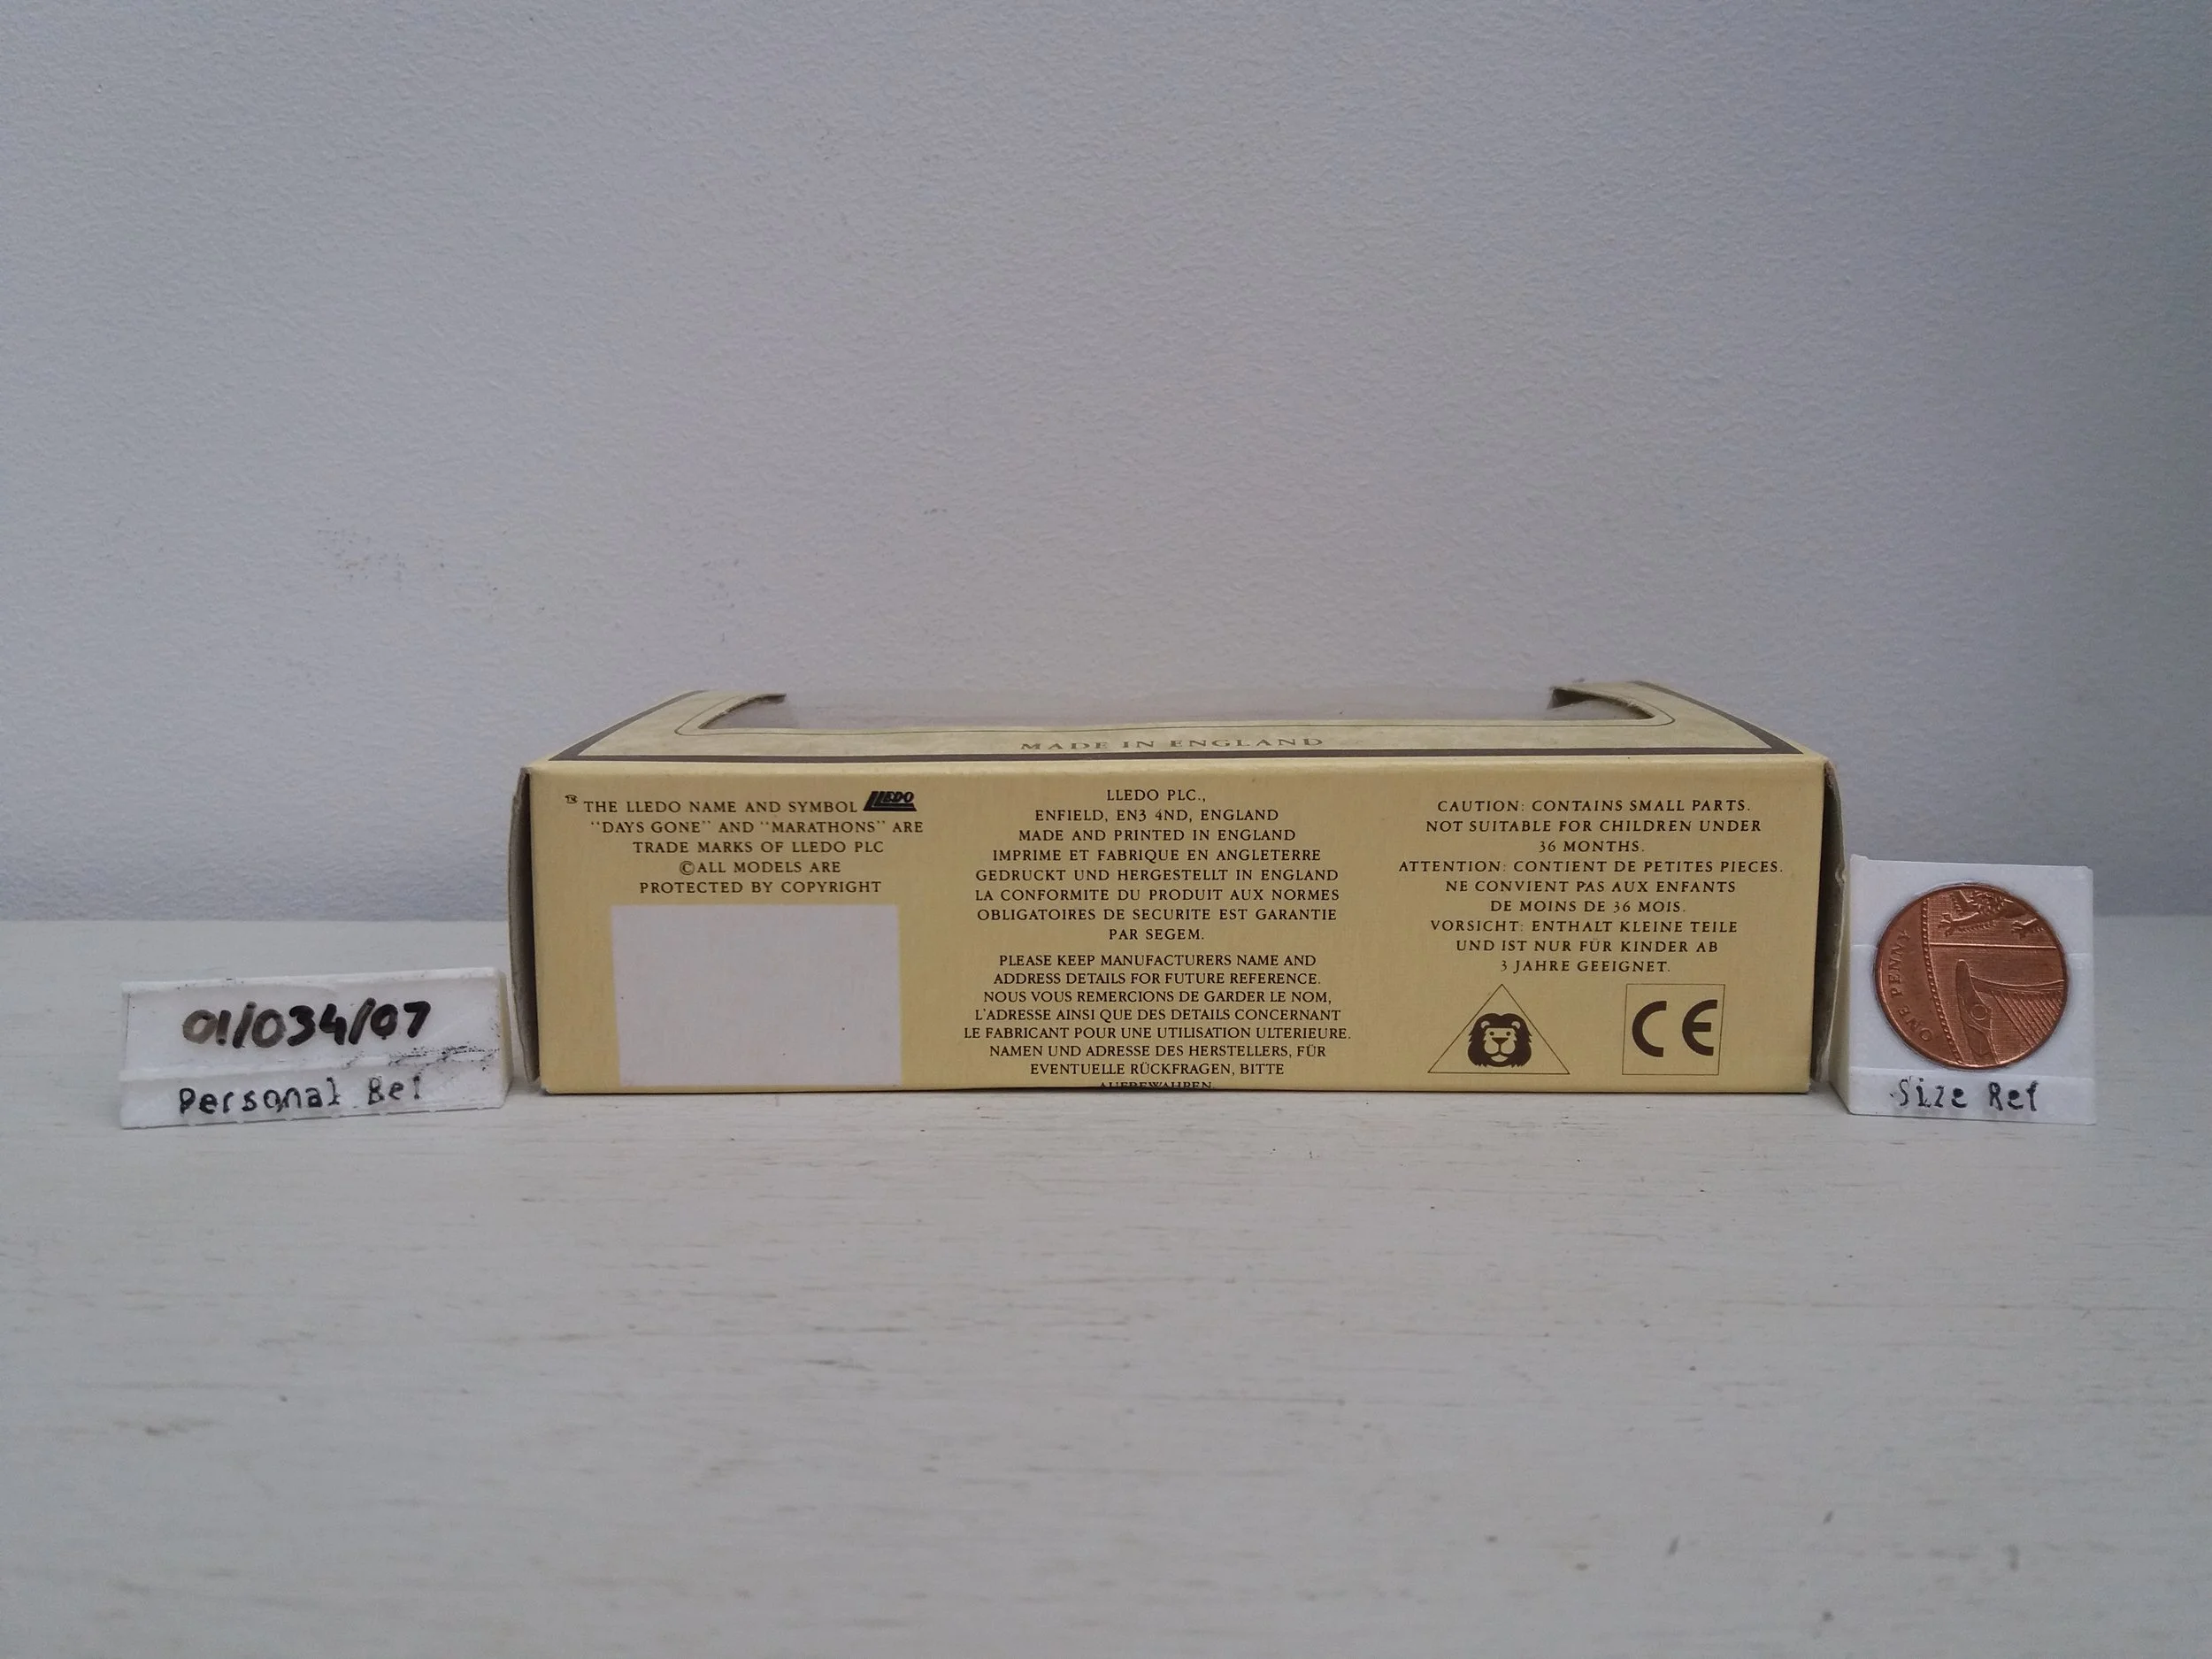 MADE IN ENGLAND
THE LLEDO NAME AND SYMBOL LLEDO
"DAYS GONE" AND "MARATHONS" ARE
TRADE MARKS OF LLEDO PLC
©ALL MODELS ARE
PROTECTED BY COPYRIGHT
LLEDO PLC.,
ENFIELD, EN3 4ND, ENGLAND
MADE AND PRINTED IN ENGLAND
IMPRIME ET FABRIQUE EN ANGLETERRE
GEDRUCKT UND HERGESTELLT IN ENGLAND
LA CONFORMITE DU PRODUIT AUX NORMES
OBLIGATOIRES DE SECURITE EST GARANTIE
PAR SEGEM.
PLEASE KEEP MANUFACTURERS NAME AND
ADDRESS DETAILS FOR FUTURE REFERENCE.
NOUS VOUS REMERCIONS DE GARDER LE NOM,
L'ADRESSE AINSI QUE DES DETAILS CONCERNANT
LE FABRICANT POUR UNE UTILISATION ULTERIEURE.
NAMEN UND ADRESSE DES HERSTELLERS, FÜR
EVENTUELLE RÜCKFRAGEN, BITTE
AUFBEWAHREN
CAUTION: CONTAINS SMALL PARTS.
NOT SUITABLE FOR CHILDREN UNDER
36 MONTHS.
ATTENTION: CONTIENT DE PETITES PIECES.
NE CONVIENT PAS AUX ENFANTS
DE MOINS DE 36 MOIS.
VORSICHT: ENTHALT KLEINE TEILE
UND IST NUR FÜR KINDER AB
3 JAHRE GEEIGNET.
CE
01/034/07
Personal Ref
ONE PENNY
Size Ref